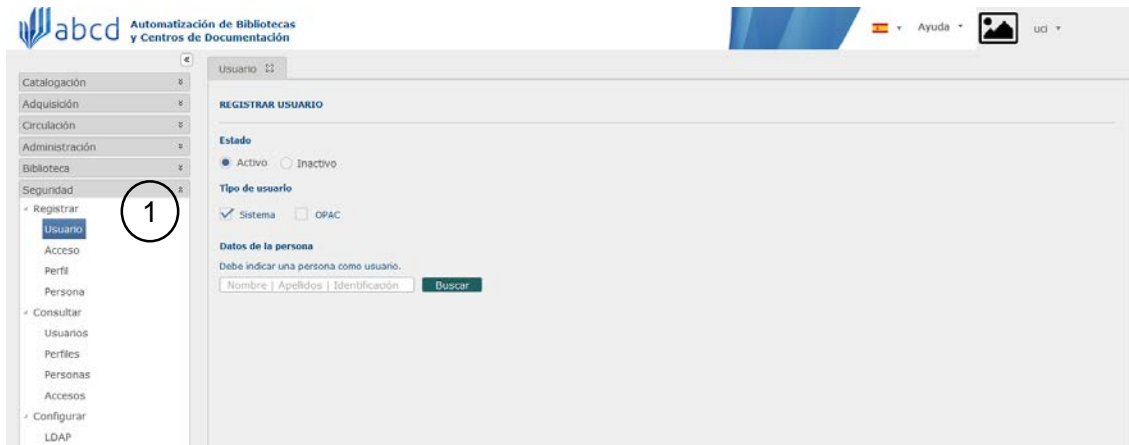 abcd Automatización de Bibliotecas
y Centros de Documentación
Ayuda
uci
Usuario
Catalogación
Adquisición
Circulación
Administración
Biblioteca
Seguridad
Registrar
Usuario
Acceso
Perfil
Persona
Consultar
Usuarios
Perfiles
Personas
Accesos
Configurar
LDAP
1
REGISTRAR USUARIO
Estado
Activo Inactivo
Tipo de usuario
Sistema OPAC
Datos de la persona
Debe indicar una persona como usuario.
Nombre | Apellidos | Identificación Buscar